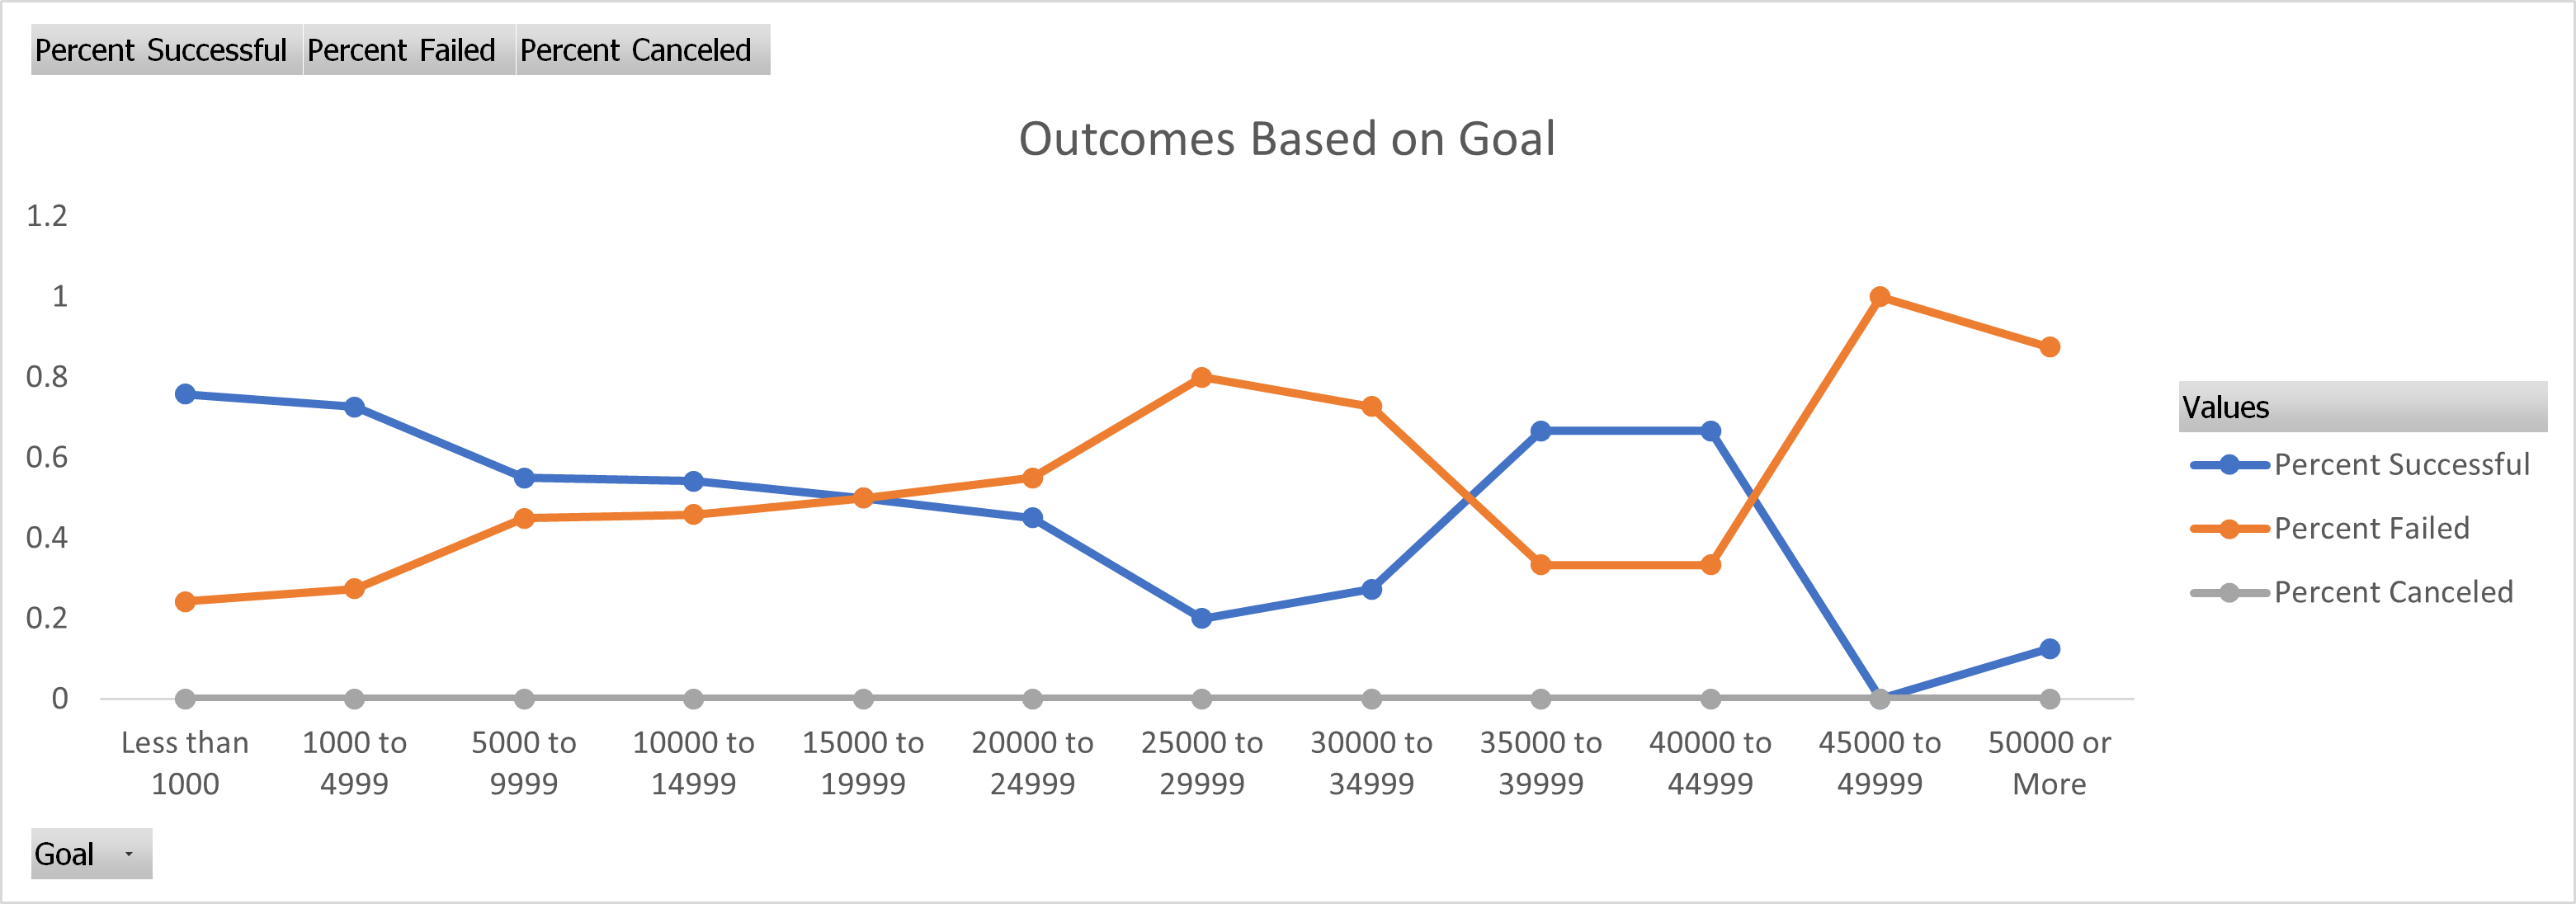 Percent Successful Percent Failed Percent Canceled
Outcomes Based on Goal
1.2
1
0.8
0.6
0.4
0.2
0
Less than 1000 to 5000 to 10000 to 15000 to 20000 to 25000 to 30000 to 35000 to 40000 to 45000 to 50000 or
1000 4999 9999 14999 19999 24999 29999 34999 39999 44999 49999 More
Values
Percent Successful
Percent Failed
Percent Canceled
Goal